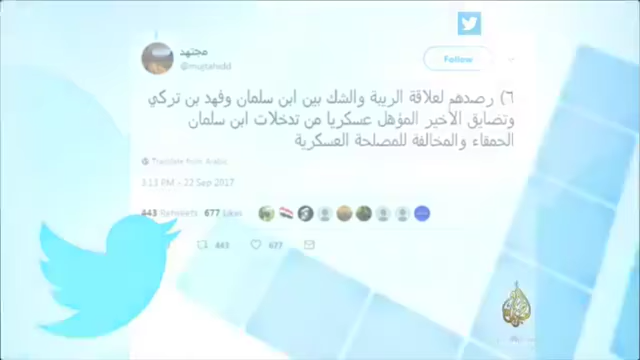 مجتهد
@mujtahidd
Follow
٦) رصدهم لعلاقة الريبة والشك بين ابن سلمان وفهد بن تركي
وتضايق الأخير المؤهل عسكريا من تدخلات ابن سلمان
الحمقاء والمخالفة للمصلحة العسكرية
Translate from Arabic
3:13 PM - 22 Sep 2017
443 Retweets 677 Likes
443 677